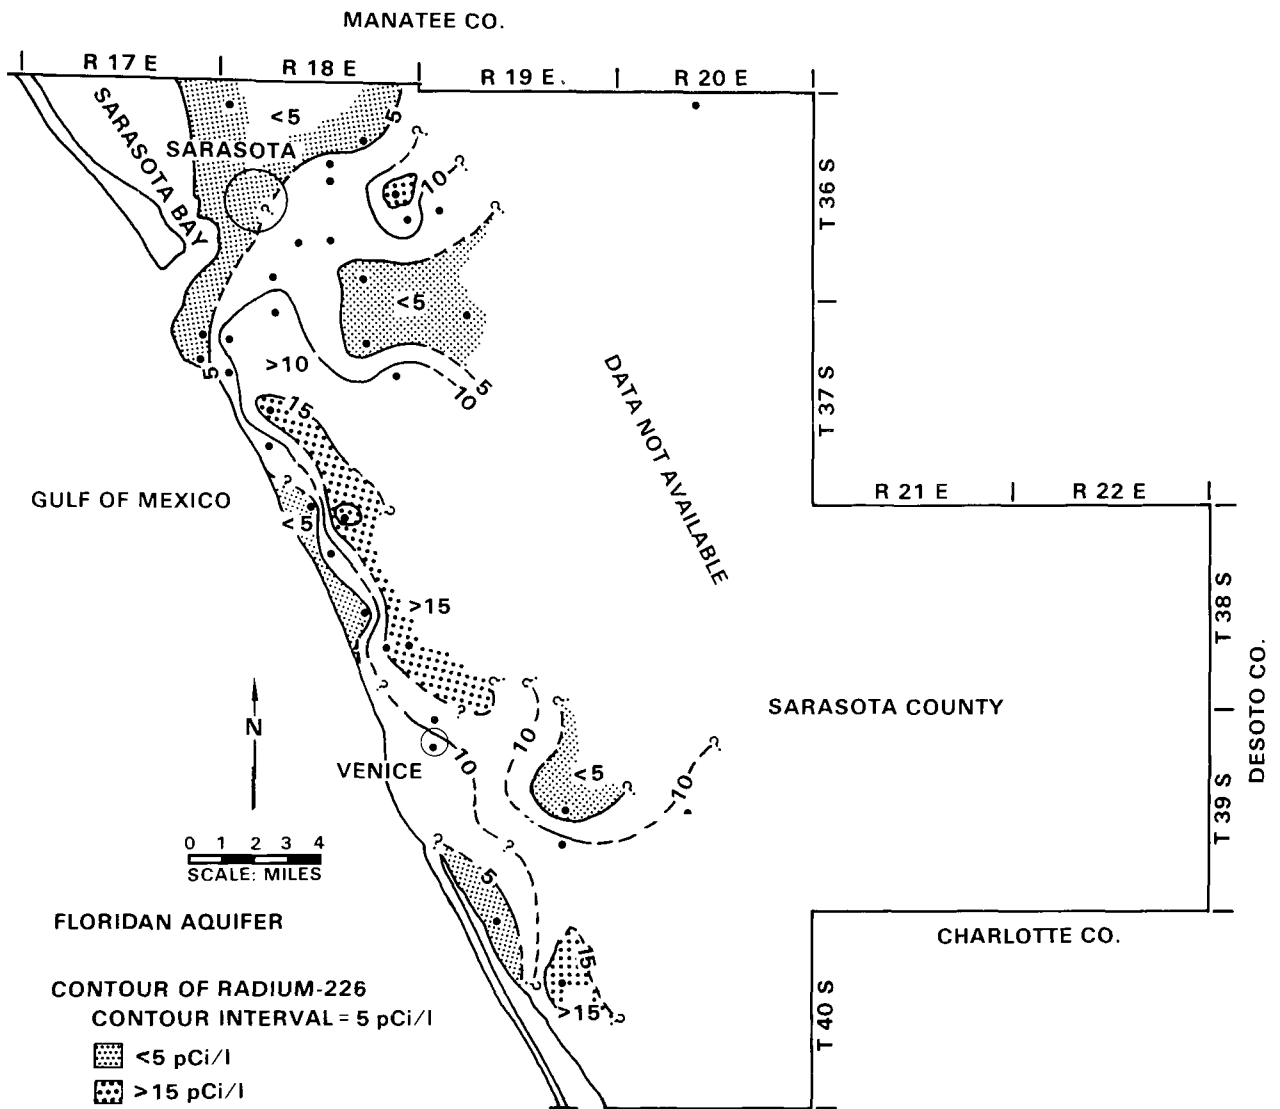 MANATEE CO.
R 17 E
R 18 E
R 19 E.
R 20 E
SARASOTA BAY
SARASOTA
<5
5
?
10
?
?
?
<5
5
>10
5
10
15
?
?
<5
>15
?
?
?
?
?
10
10
<5
?
?
10
?
?
5
?
15
>15
?
T 36 S
T 37 S
DATA NOT AVAILABLE
GULF OF MEXICO
R 21 E
R 22 E
T 38 S
SARASOTA COUNTY
DESOTO CO.
N
VENICE
T 39 S
0 1 2 3 4
SCALE: MILES
FLORIDAN AQUIFER
CHARLOTTE CO.
T 40 S
CONTOUR OF RADIUM-226
CONTOUR INTERVAL = 5 pCi/l
<5 pCi/l
>15 pCi/l